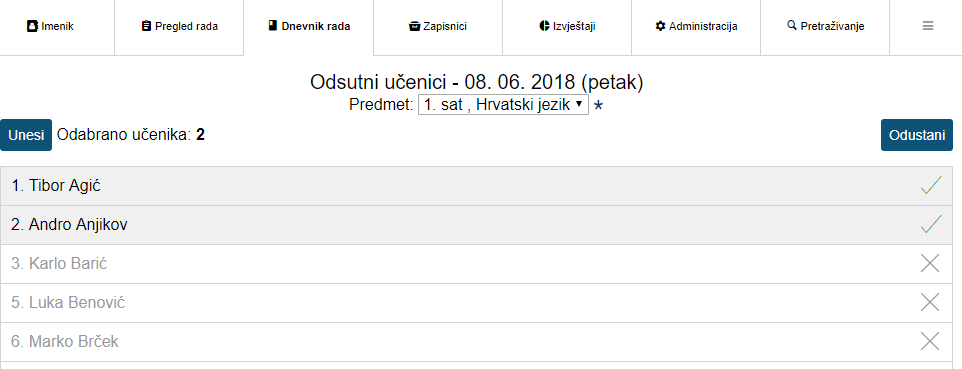 Imenik Pregled rada Dnevnik rada Zapisnici Izvještaji Administracija Pretraživanje
Odsutni učenici - 08. 06. 2018 (petak)
Predmet: 1. sat , Hrvatski jezik *
Unesi Odabrano učenika: 2 Odustani
1. Tibor Agić
2. Andro Anjikov
3. Karlo Barić
5. Luka Benović
6. Marko Brček